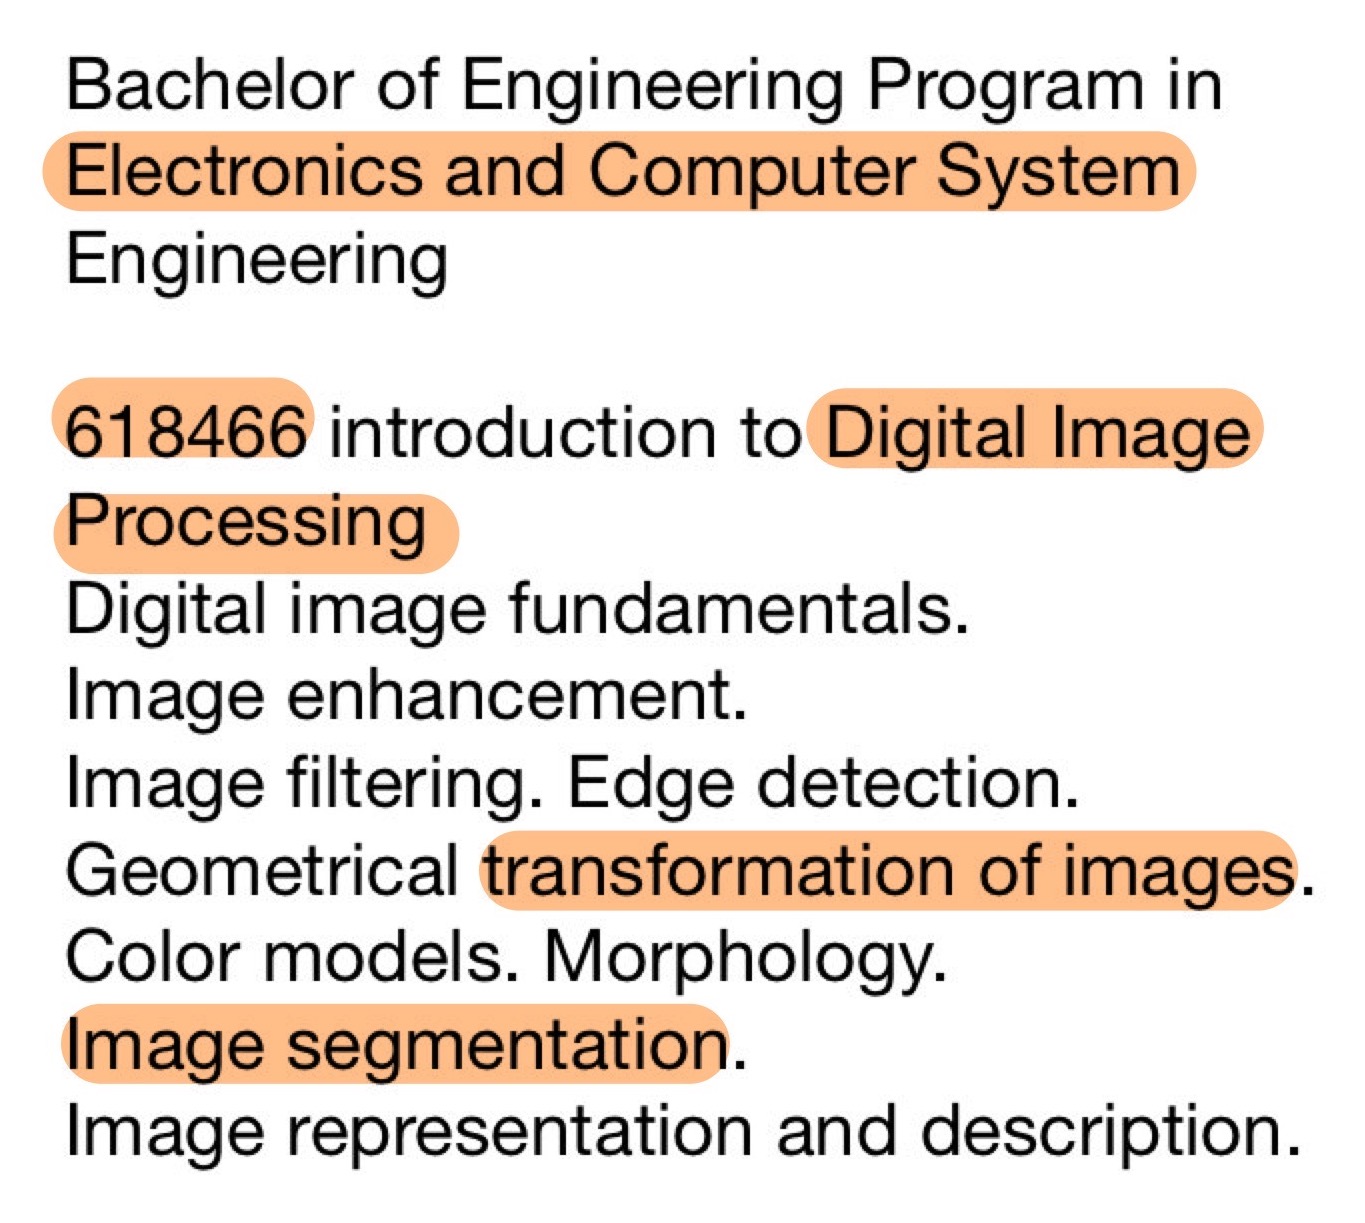 Bachelor of Engineering Program in
Electronics and Computer System
Engineering
618466 introduction to Digital Image
Processing
Digital image fundamentals.
Image enhancement.
Image filtering. Edge detection.
Geometrical transformation of images.
Color models. Morphology.
Image segmentation.
Image representation and description.